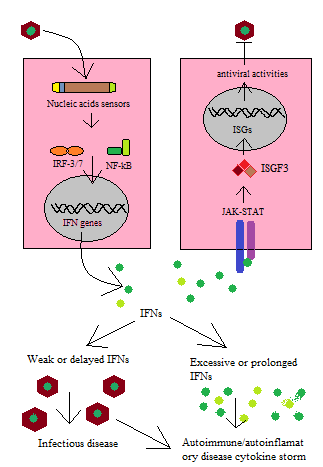 Nucleic acids sensors
IRF-3/7
NF-kB
IFN genes
antiviral activities
ISGs
ISGF3
JAK-STAT
IFNs
Weak or delayed IFNs
Infectious disease
Excessive or prolonged
IFNs
Autoimmune/autoinflamat
ory disease cytokine storm